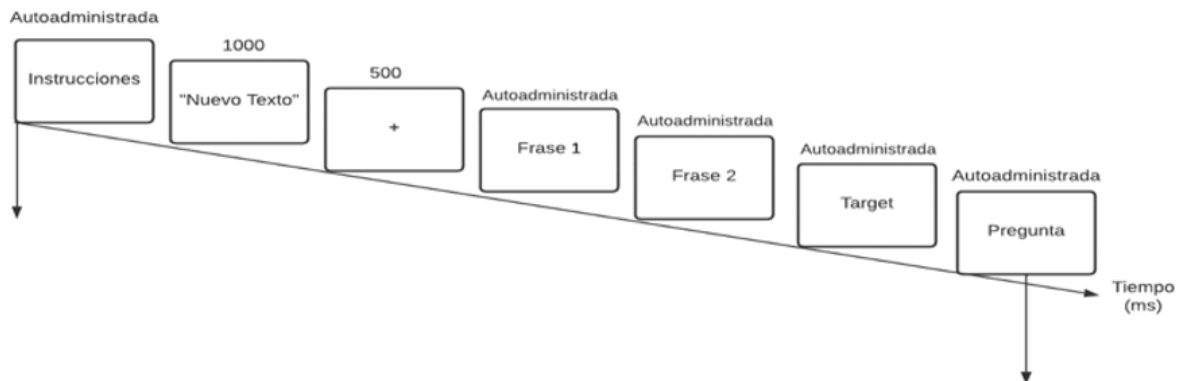 Autoadministrada
Instrucciones
1000
"Nuevo Texto"
500
+
Autoadministrada
Frase 1
Autoadministrada
Frase 2
Autoadministrada
Target
Autoadministrada
Pregunta
Tiempo
(ms)